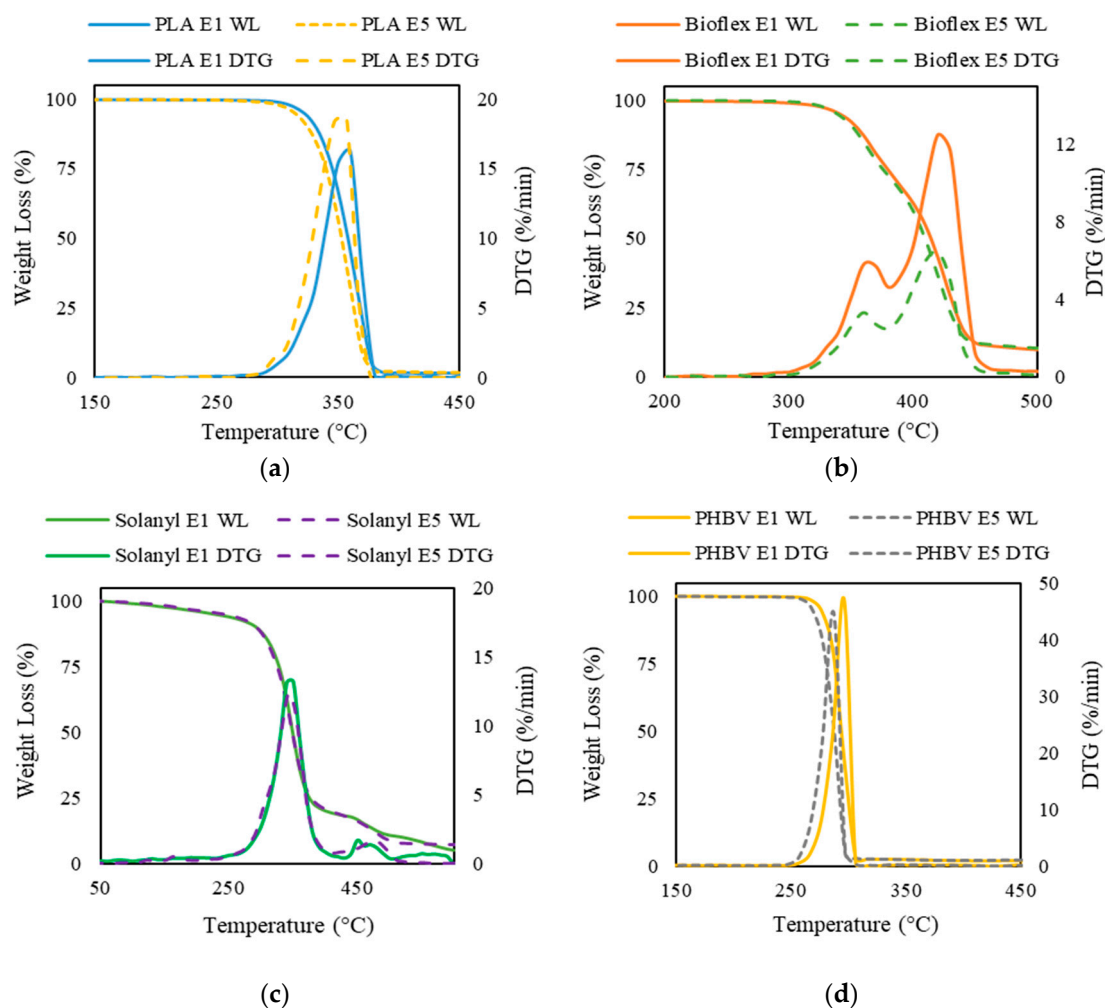 PLA E1 WL PLA E5 WL
PLA E1 DTG PLA E5 DTG
100
75
50
25
0
Weight Loss (%)
20
15
10
5
0
DTG (%/min)
150 250 350 450
Temperature (°C)
(a)
Bioflex E1 WL Bioflex E5 WL
Bioflex E1 DTG Bioflex E5 DTG
100
75
50
25
0
Weight Loss (%)
12
8
4
0
DTG (%/min)
200 300 400 500
Temperature (°C)
(b)
Solanyl E1 WL Solanyl E5 WL
Solanyl E1 DTG Solanyl E5 DTG
100
75
50
25
0
Weight Loss (%)
20
15
10
5
0
DTG (%/min)
50 250 450
Temperature (°C)
(c)
PHBV E1 WL PHBV E5 WL
PHBV E1 DTG PHBV E5 DTG
100
75
50
25
0
Weight Loss (%)
50
40
30
20
10
0
DTG (%/min)
150 250 350 450
Temperature (°C)
(d)